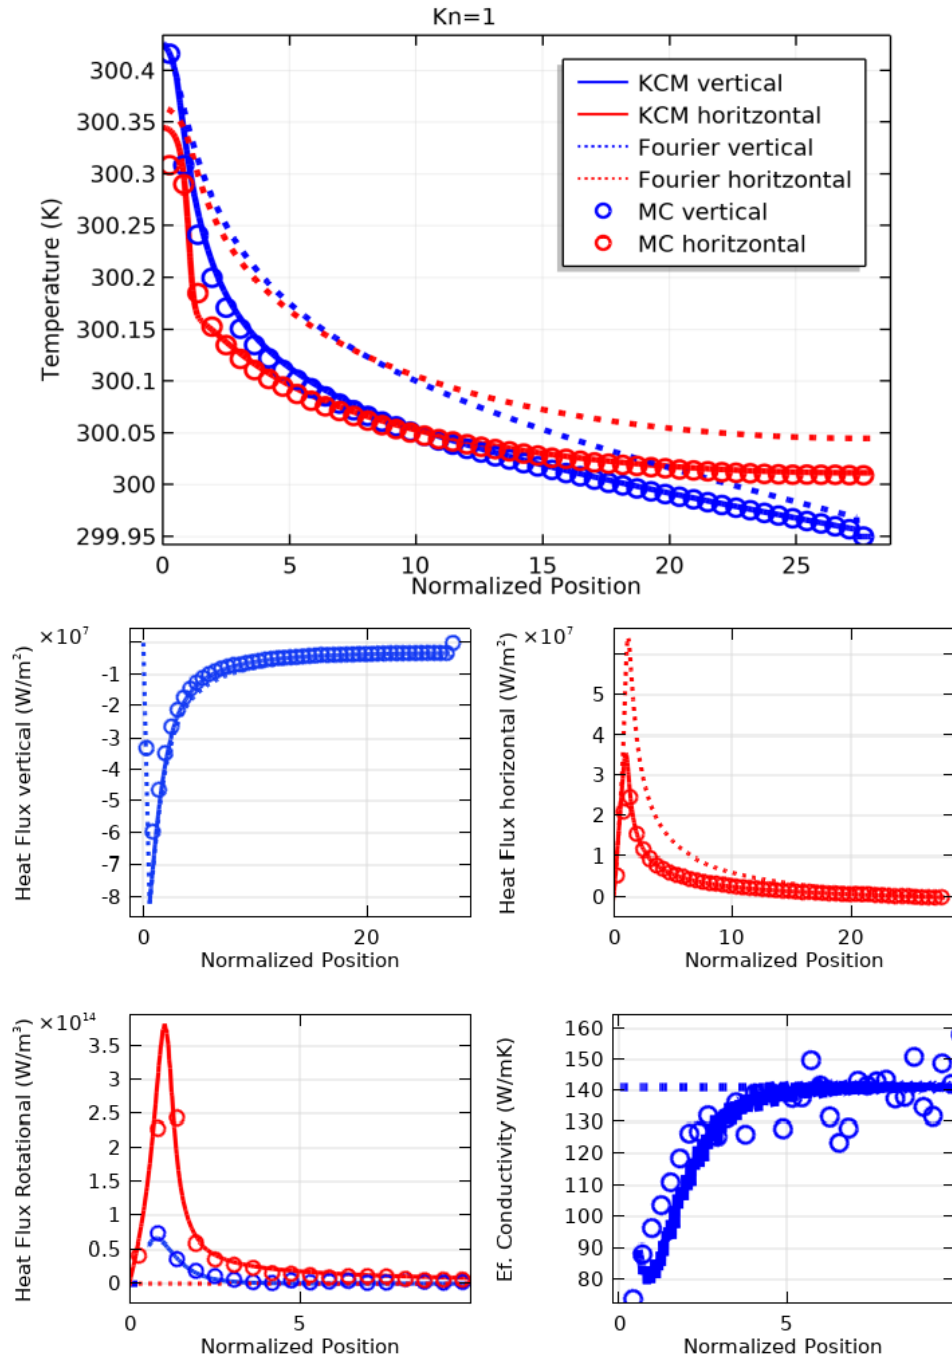 Kn=1
300.4
300.35
300.3
300.25
300.2
300.15
300.1
300.05
300
299.95
Temperature (K)
KCM vertical
KCM horitzontal
Fourier vertical
Fourier horitzontal
MC vertical
MC horitzontal
0 5 10 15 20 25
Normalized Position
×10⁷
-1
-2
-3
-4
-5
-6
-7
-8
Heat Flux vertical (W/m²)
0 20
Normalized Position
×10⁷
5
4
3
2
1
0
Heat Flux horizontal (W/m²)
0 10 20
Normalized Position
×10¹⁴
3.5
3
2.5
2
1.5
1
0.5
0
Heat Flux Rotational (W/m³)
5
Normalized Position
160
150
140
130
120
110
100
90
80
Ef. Conductivity (W/mK)
0 5
Normalized Position